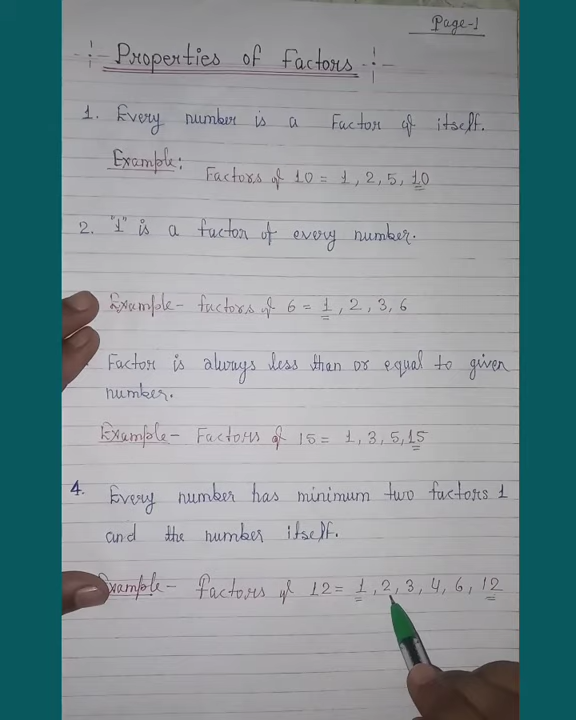 Page-1
Properties of Factors
1. Every number is a Factor of itself.
Example: Factors of 10 = 1, 2, 5, 10
2. "1" is a factor of every number.
Example- factors of 6 = 1, 2, 3, 6
Factor is always less than or equal to given
number.
Example- Factors of 15 = 1, 3, 5, 15
4. Every number has minimum two factors 1
and the number itself.
Example- Factors of 12 = 1, 2, 3, 4, 6, 12